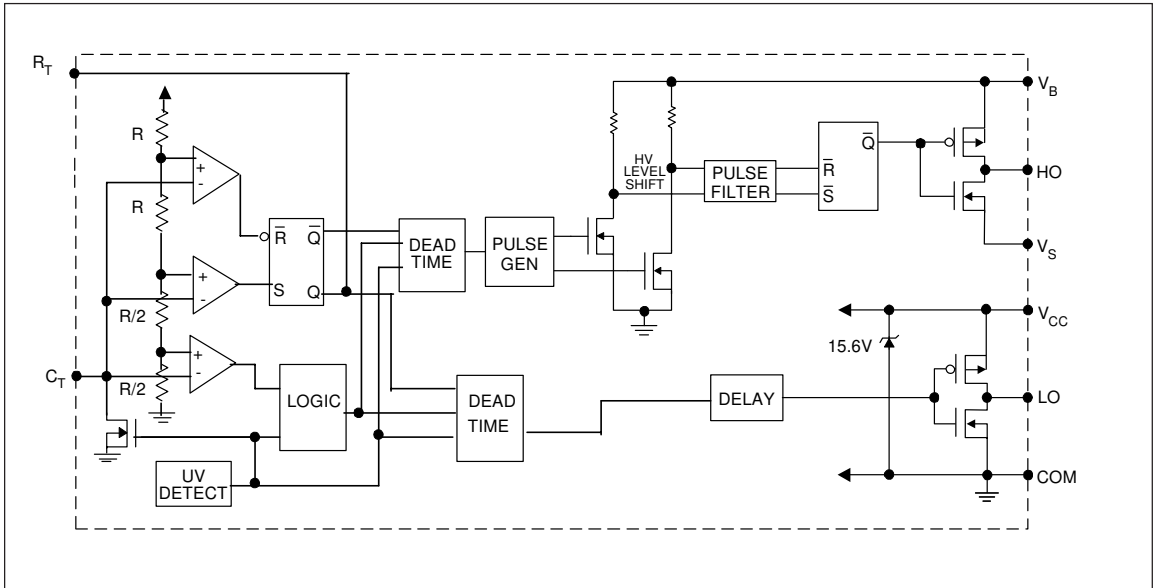 R_T
V_B
R
+
-
HV
LEVEL
SHIFT
PULSE
FILTER
R̅
S̅
Q̅
HO
R
R̅
Q̅
S
Q
DEAD
TIME
PULSE
GEN
V_S
+
-
R/2
V_CC
15.6V
+
-
C_T
R/2
LOGIC
DEAD
TIME
DELAY
LO
UV
DETECT
COM